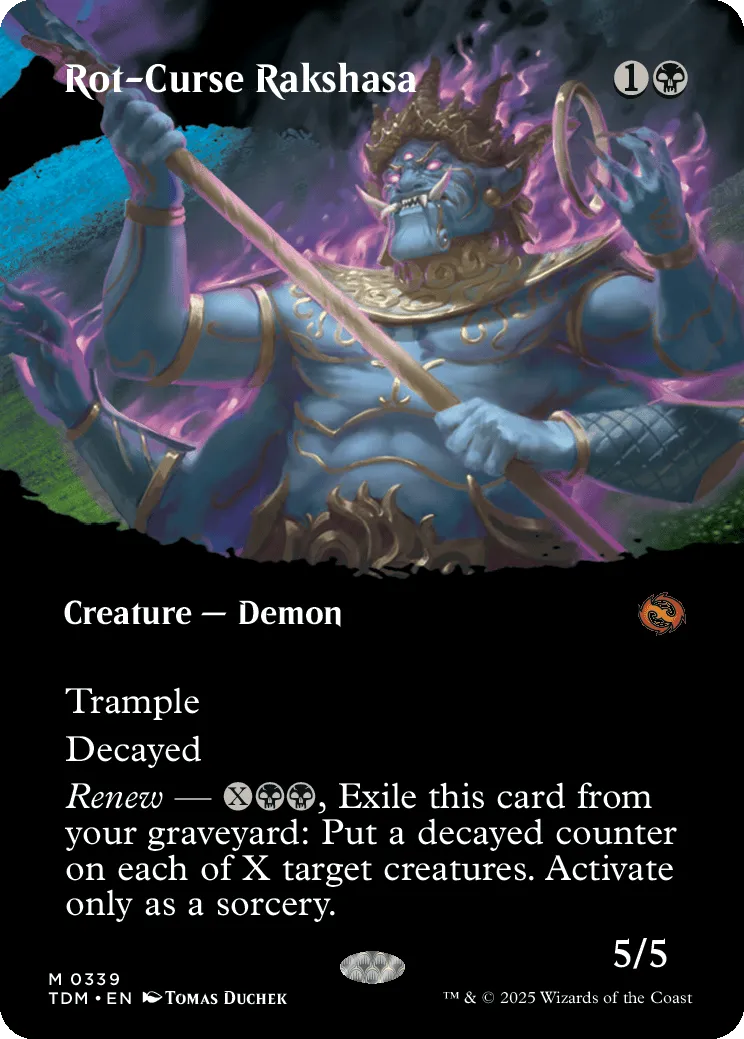 Rot-Curse Rakshasa 1
Creature — Demon
Trample
Decayed
Renew — X, Exile this card from
your graveyard: Put a decayed counter
on each of X target creatures. Activate
only as a sorcery.
5/5
M 0339
TDM • EN Tomas Duchek
™ & © 2025 Wizards of the Coast